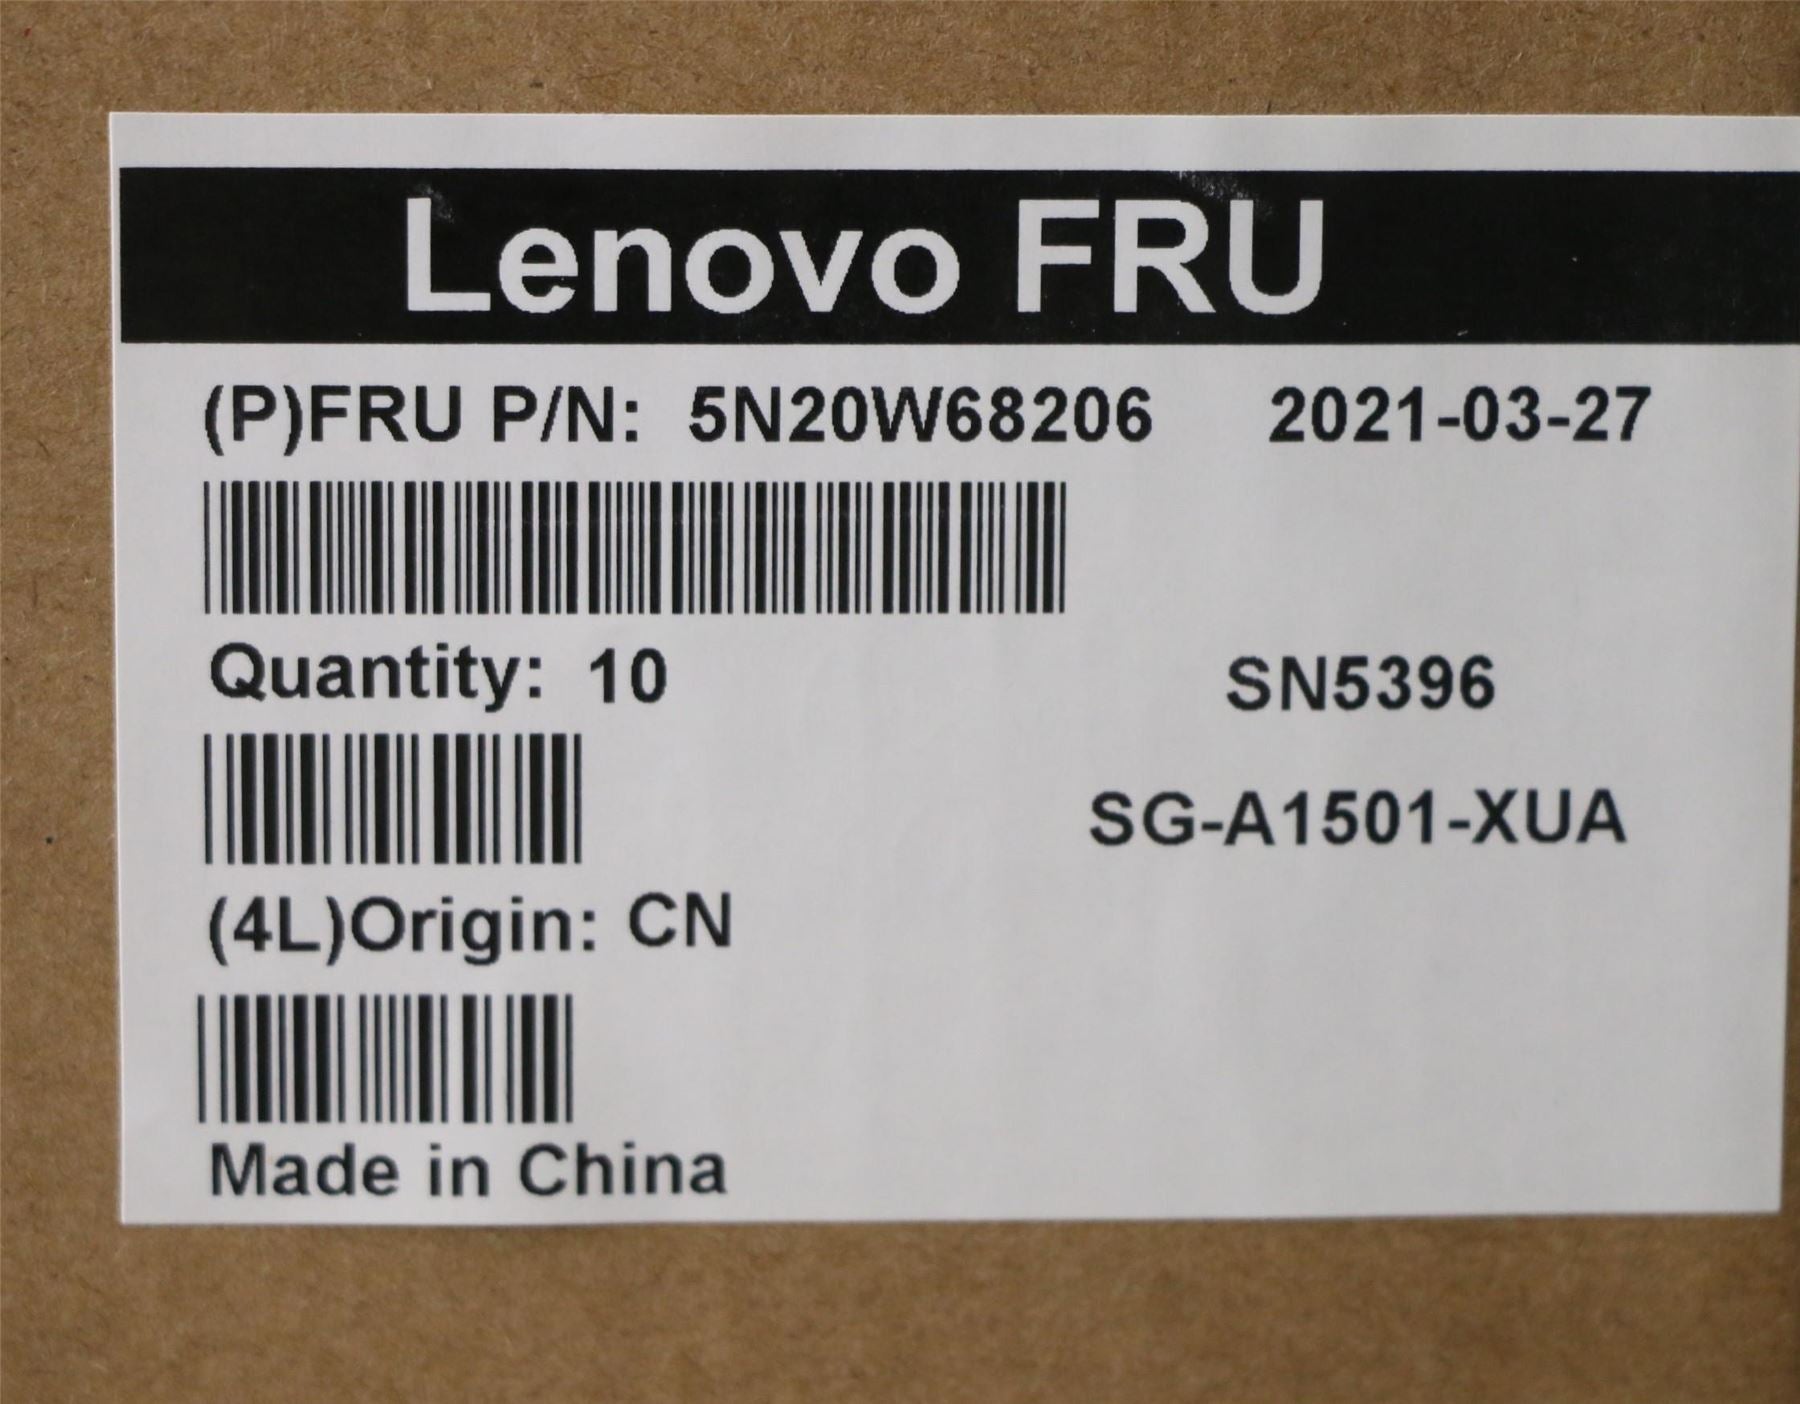 Lenovo FRU
(P)FRU P/N: 5N20W68206 2021-03-27
Quantity: 10 SN5396
SG-A1501-XUA
(4L)Origin: CN
Made in China